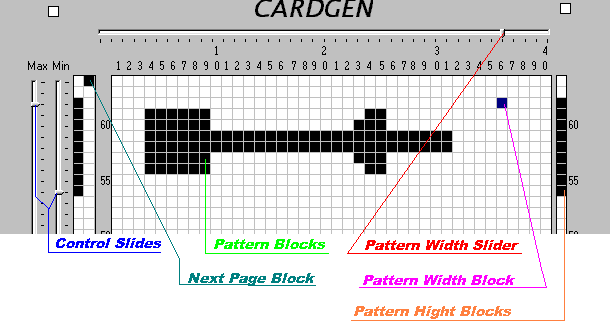 CARDGEN
1 2 3 4
Max Min 1 2 3 4 5 6 7 8 9 0 1 2 3 4 5 6 7 8 9 0 1 2 3 4 5 6 7 8 9 0 1 2 3 4 5 6 7 8 9 0
60 60
55 55
50 50
Control Slides Pattern Blocks Pattern Width Slider
Next Page Block Pattern Width Block
Pattern Hight Blocks